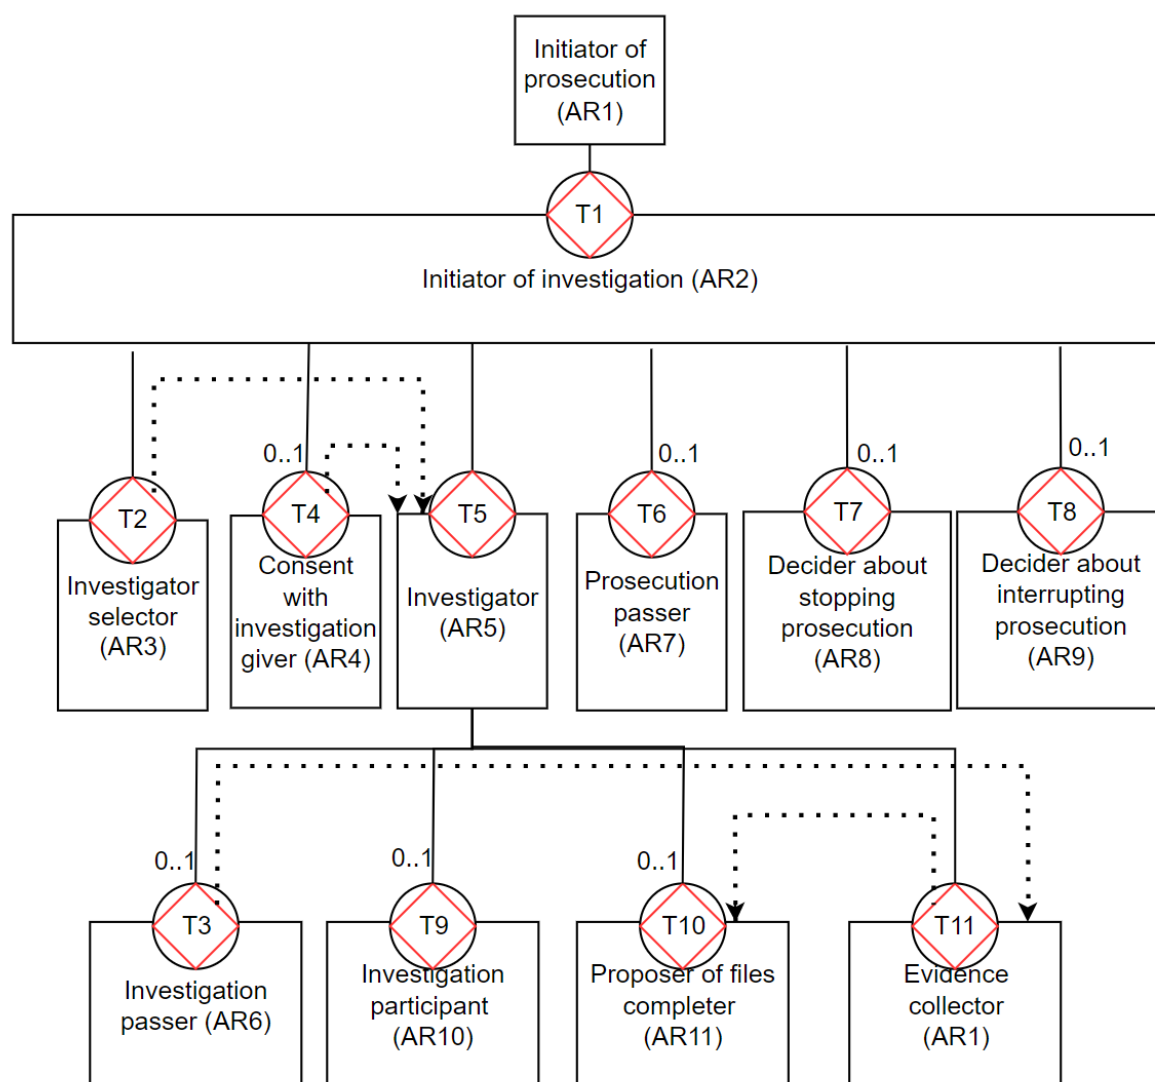 Initiator of
prosecution
(AR1)
T1
Initiator of investigation (AR2)
0..1
0..1
0..1
0..1
T2
T4
T5
T6
T7
T8
Investigator
selector
(AR3)
Consent
with
investigation
giver (AR4)
Investigator
(AR5)
Prosecution
passer
(AR7)
Decider about
stopping
prosecution
(AR8)
Decider about
interrupting
prosecution
(AR9)
0..1
0..1
0..1
T3
T9
T10
T11
Investigation
passer (AR6)
Investigation
participant
(AR10)
Proposer of files
completer
(AR11)
Evidence
collector
(AR1)